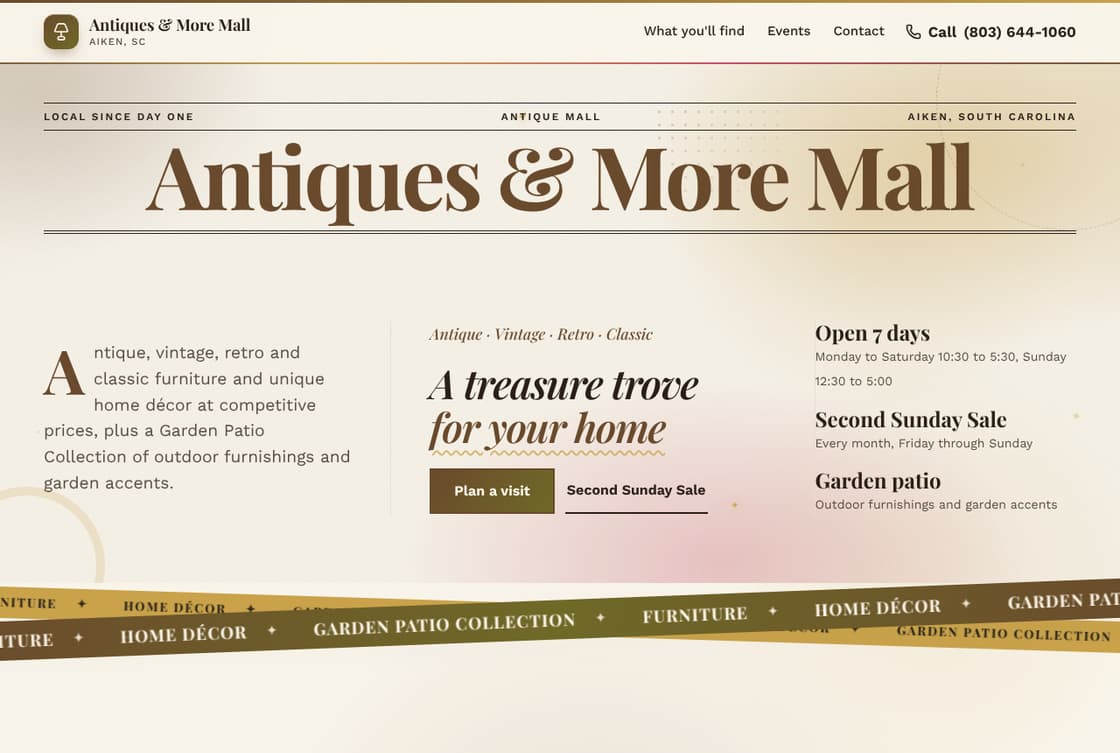 Antiques & More Mall
AIKEN, SC
What you'll find
Events
Contact
Call (803) 644-1060
LOCAL SINCE DAY ONE
ANTIQUE MALL
AIKEN, SOUTH CAROLINA
Antiques & More Mall
Antique, vintage, retro and
classic furniture and unique
home décor at competitive
prices, plus a Garden Patio
Collection of outdoor furnishings and
garden accents.
Antique · Vintage · Retro · Classic
A treasure trove
for your home
Plan a visit
Second Sunday Sale
Open 7 days
Monday to Saturday 10:30 to 5:30, Sunday
12:30 to 5:00
Second Sunday Sale
Every month, Friday through Sunday
Garden patio
Outdoor furnishings and garden accents
NITURE ✦ HOME DÉCOR ✦
GARDEN PATIO COLLECTION
ITURE ✦ HOME DÉCOR ✦ GARDEN PATIO COLLECTION ✦ FURNITURE ✦ HOME DÉCOR ✦ GARDEN PAT